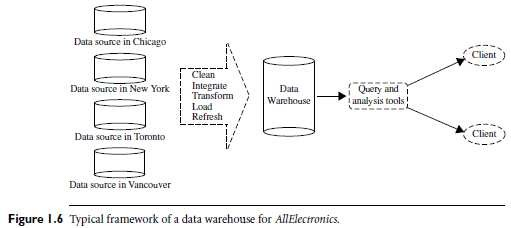 Data source in Chicago
Data source in New York
Data source in Toronto
Data source in Vancouver
Clean
Integrate
Transform
Load
Refresh
Data
Warehouse
Query and
analysis tools
Client
Client
Figure 1.6 Typical framework of a data warehouse for AllElectronics.